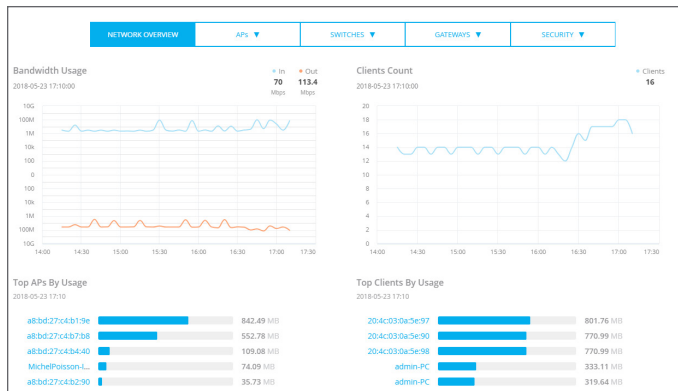 NETWORK OVERVIEW
APs ▼
SWITCHES ▼
GATEWAYS ▼
SECURITY ▼
Bandwidth Usage
2018-05-23 17:10:00
In Out
70 113.4
Mbps Mbps
10G
100M
1M
10k
100
0
100
10k
1M
100M
10G
14:00 14:30 15:00 15:30 16:00 16:30 17:00 17:30
Clients Count
2018-05-23 17:10:00
Clients
16
20
18
16
14
12
10
8
6
4
2
0
14:00 14:30 15:00 15:30 16:00 16:30 17:00 17:30
Top APs By Usage
2018-05-23 17:10
a8:bd:27:c4:b1:9e 842.49 MB
a8:bd:27:c4:b7:b8 552.78 MB
a8:bd:27:c4:b4:40 109.08 MB
MichelPoisson-I... 74.09 MB
a8:bd:27:c4:b2:90 35.73 MB
Top Clients By Usage
2018-05-23 17:10
20:4c:03:0a:5e:97 801.76 MB
20:4c:03:0a:5e:90 770.99 MB
20:4c:03:0a:5e:98 770.99 MB
admin-PC 333.11 MB
admin-PC 319.64 MB